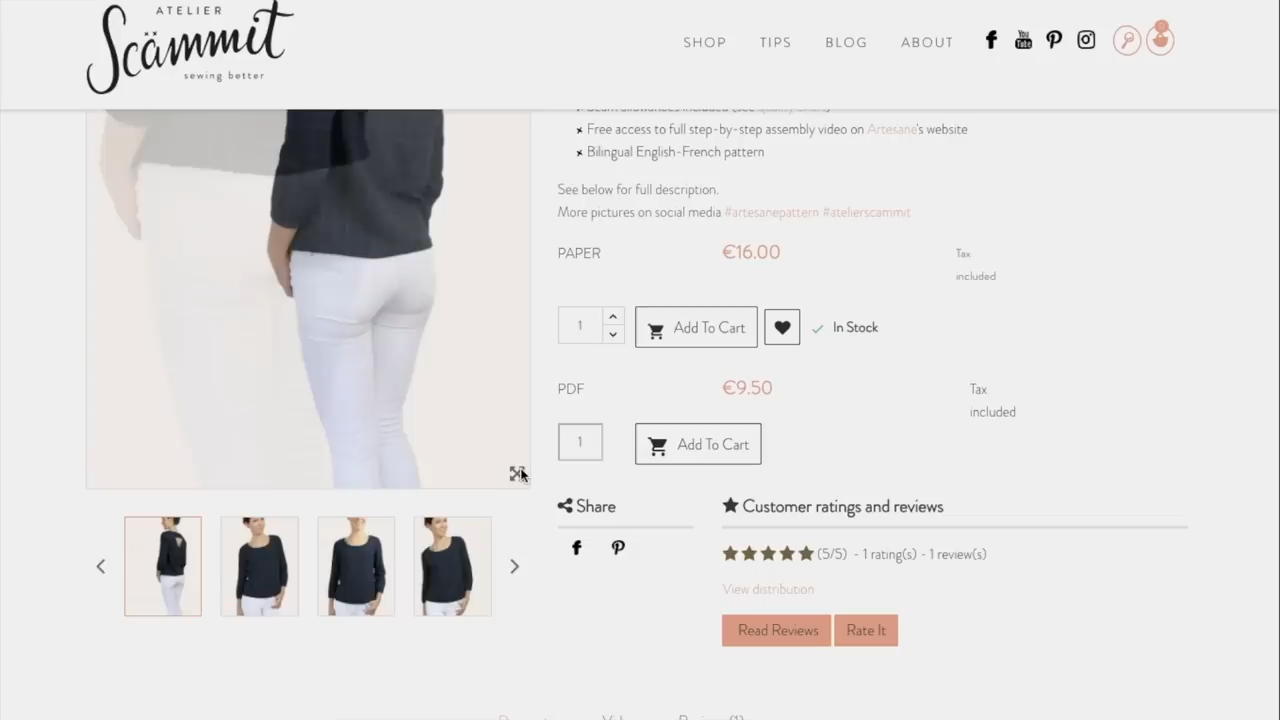 ATELIER
Scämmit
sewing better
SHOP TIPS BLOG ABOUT
You Tube
0
Free access to full step-by-step assembly video on Artesane's website
Bilingual English-French pattern
See below for full description.
More pictures on social media #artesanepattern #atelierscammit
PAPER €16.00 Tax
included
1 Add To Cart In Stock
PDF €9.50 Tax
included
1 Add To Cart
Share Customer ratings and reviews
(5/5) - 1 rating(s) - 1 review(s)
View distribution
Read Reviews Rate It